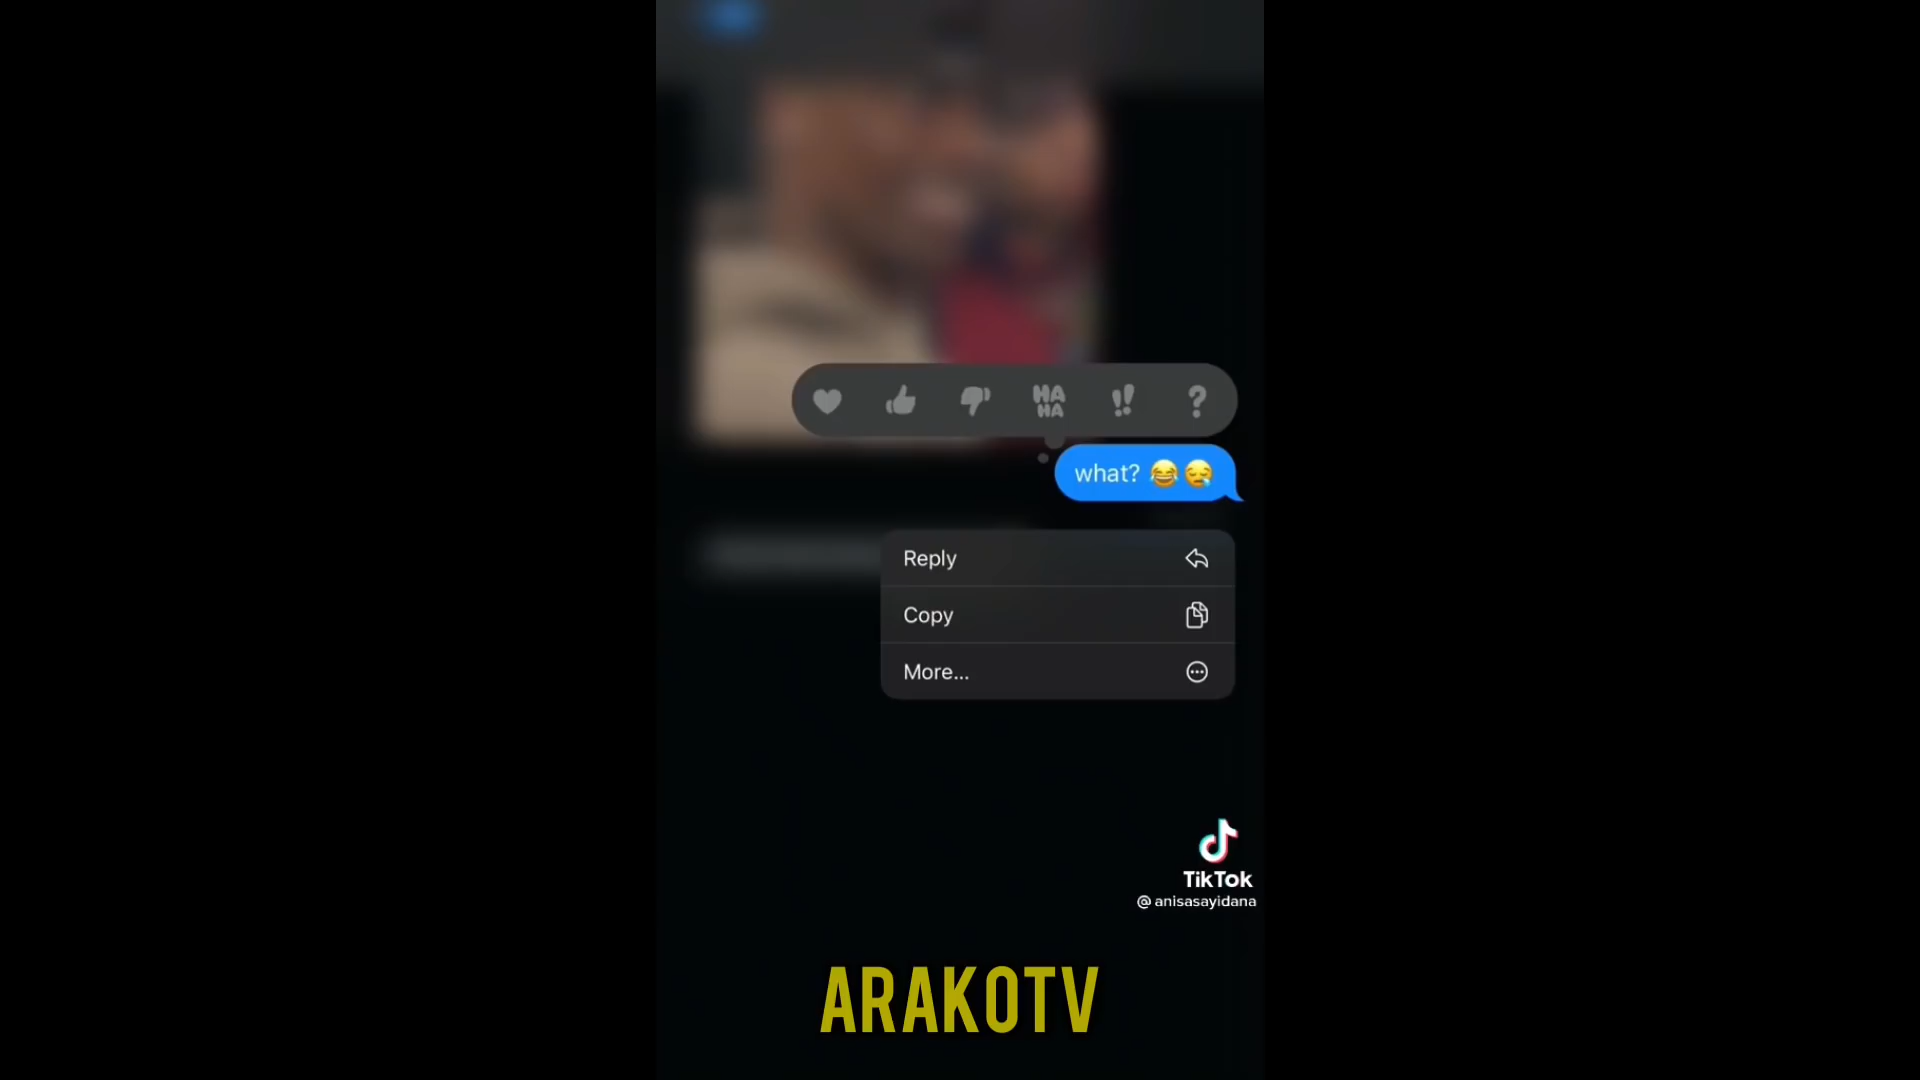 HA
HA
what? 😂😪
Reply
Copy
More...
TikTok
@anisasayidana
ARAKOTV